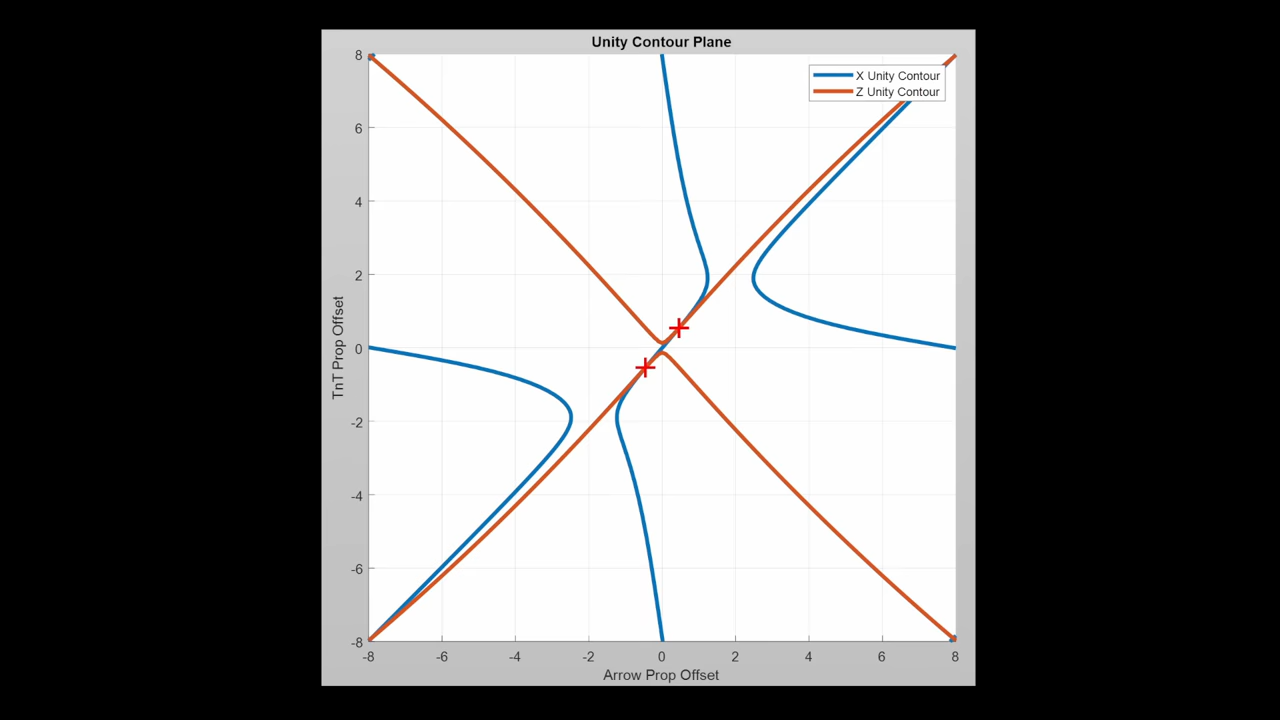 Unity Contour Plane
X Unity Contour
Z Unity Contour
8
6
4
2
0
-2
-4
-6
-8
TnT Prop Offset
-8 -6 -4 -2 0 2 4 6 8
Arrow Prop Offset